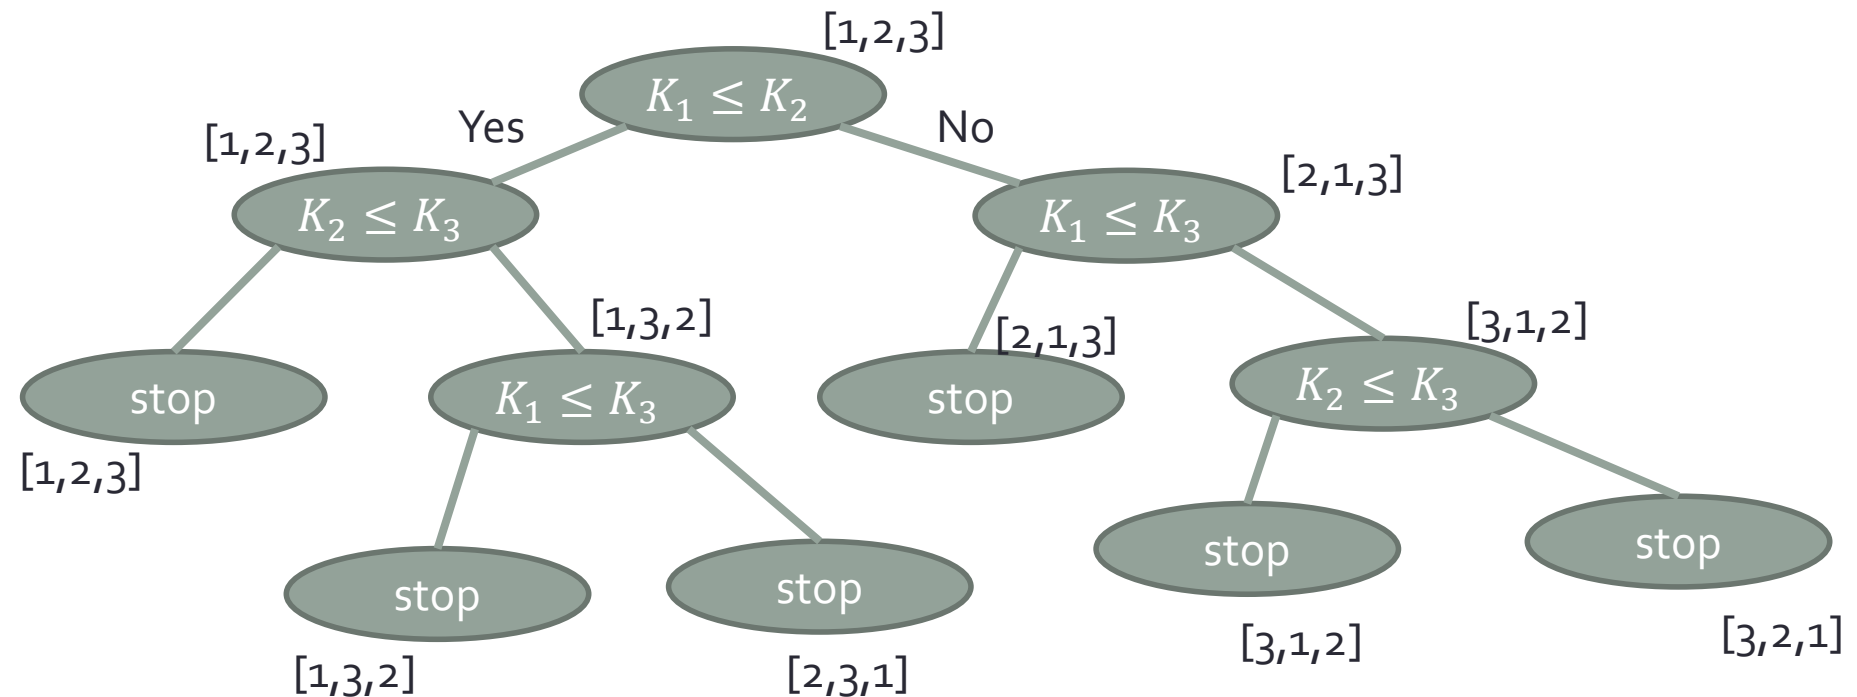 [1,2,3]
K₁ ≤ K₂
Yes
No
[1,2,3]
K₂ ≤ K₃
[2,1,3]
K₁ ≤ K₃
stop
[1,2,3]
[1,3,2]
K₁ ≤ K₃
[2,1,3]
stop
[3,1,2]
K₂ ≤ K₃
stop
[1,3,2]
stop
[2,3,1]
stop
[3,1,2]
stop
[3,2,1]